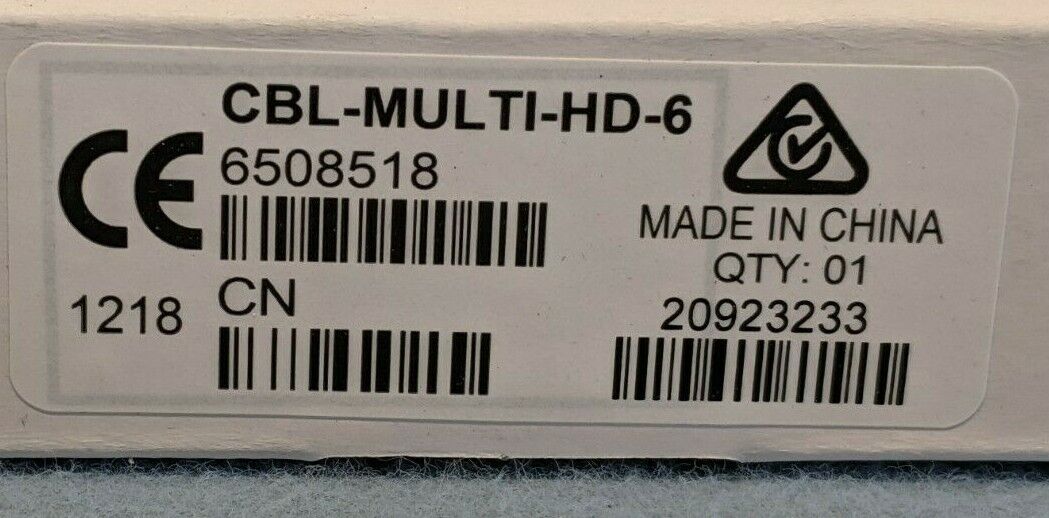 CBL-MULTI-HD-6
CE
6508518
MADE IN CHINA
QTY: 01
CN
1218
20923233